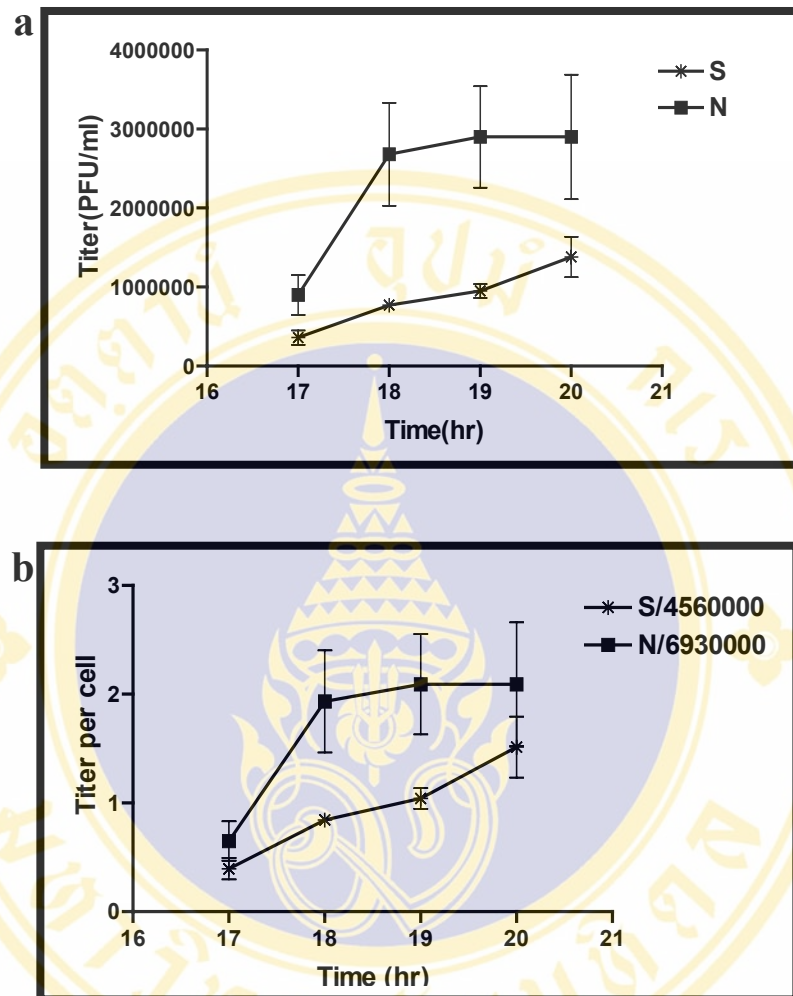 a
S
N
Titer(PFU/ml)
4000000
3000000
2000000
1000000
0
16 17 18 19 20 21
Time(hr)
b
S/4560000
N/6930000
Titer per cell
3
2
1
0
16 17 18 19 20 21
Time (hr)